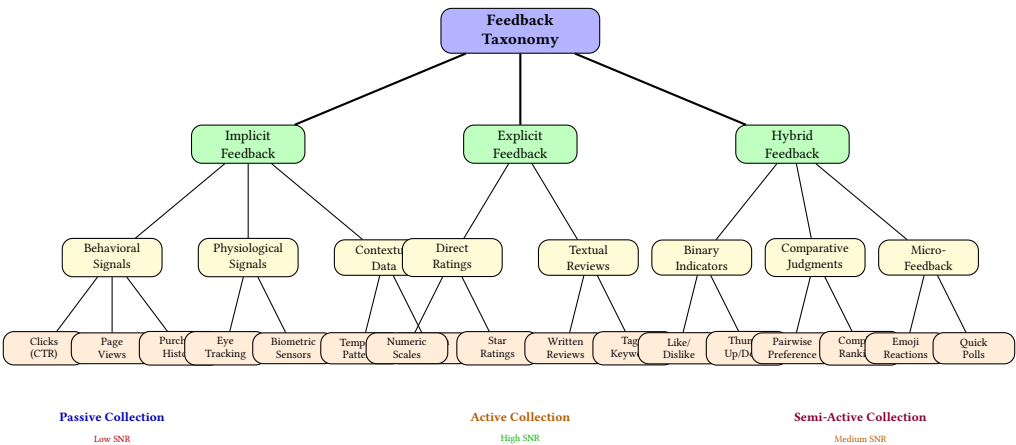 Feedback
Taxonomy
Implicit
Feedback
Explicit
Feedback
Hybrid
Feedback
Behavioral
Signals
Physiological
Signals
Data
Direct
Ratings
Textual
Reviews
Binary
Indicators
Comparative
Judgments
Micro-
Feedback
Clicks
(CTR)
Page
Views
Eye
Tracking
Biometric
Sensors
Numeric
Scales
Star
Ratings
Written
Reviews
Like/
Dislike
Pairwise
Preference
Emoji
Reactions
Quick
Polls
Passive Collection
Active Collection
Semi-Active Collection
Low SNR
High SNR
Medium SNR